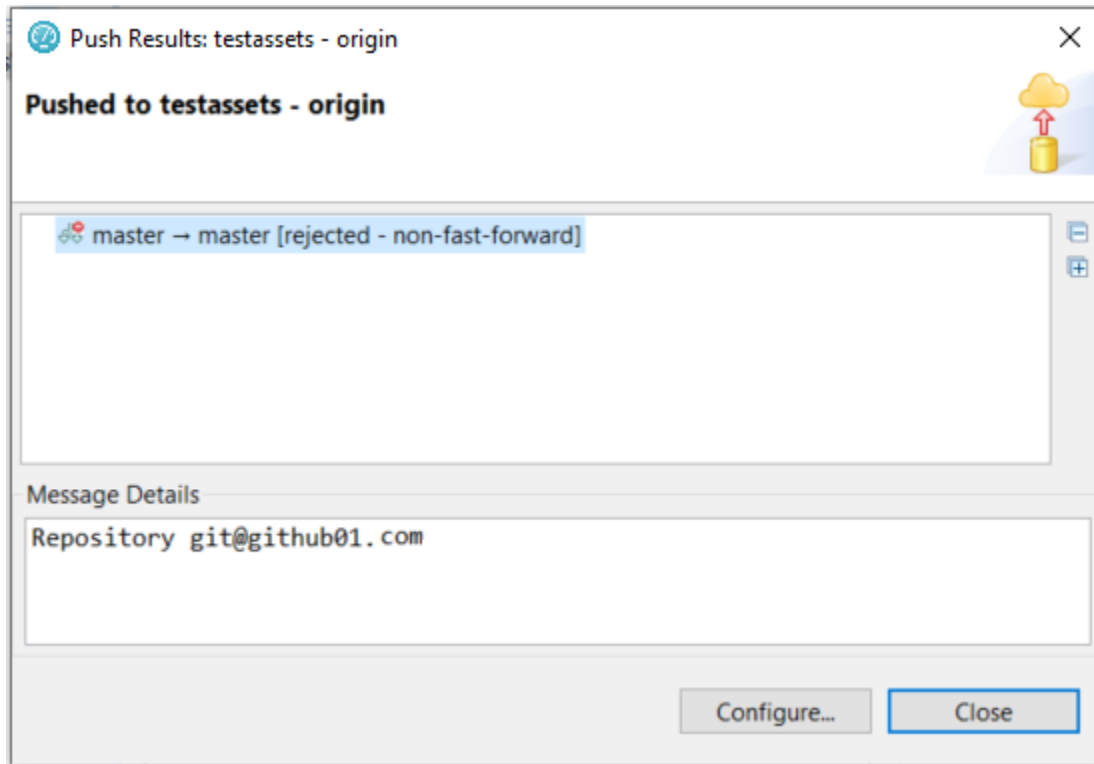 Push Results: testassets - origin
Pushed to testassets - origin
master → master [rejected - non-fast-forward]
Message Details
Repository git@github01.com
Configure...
Close